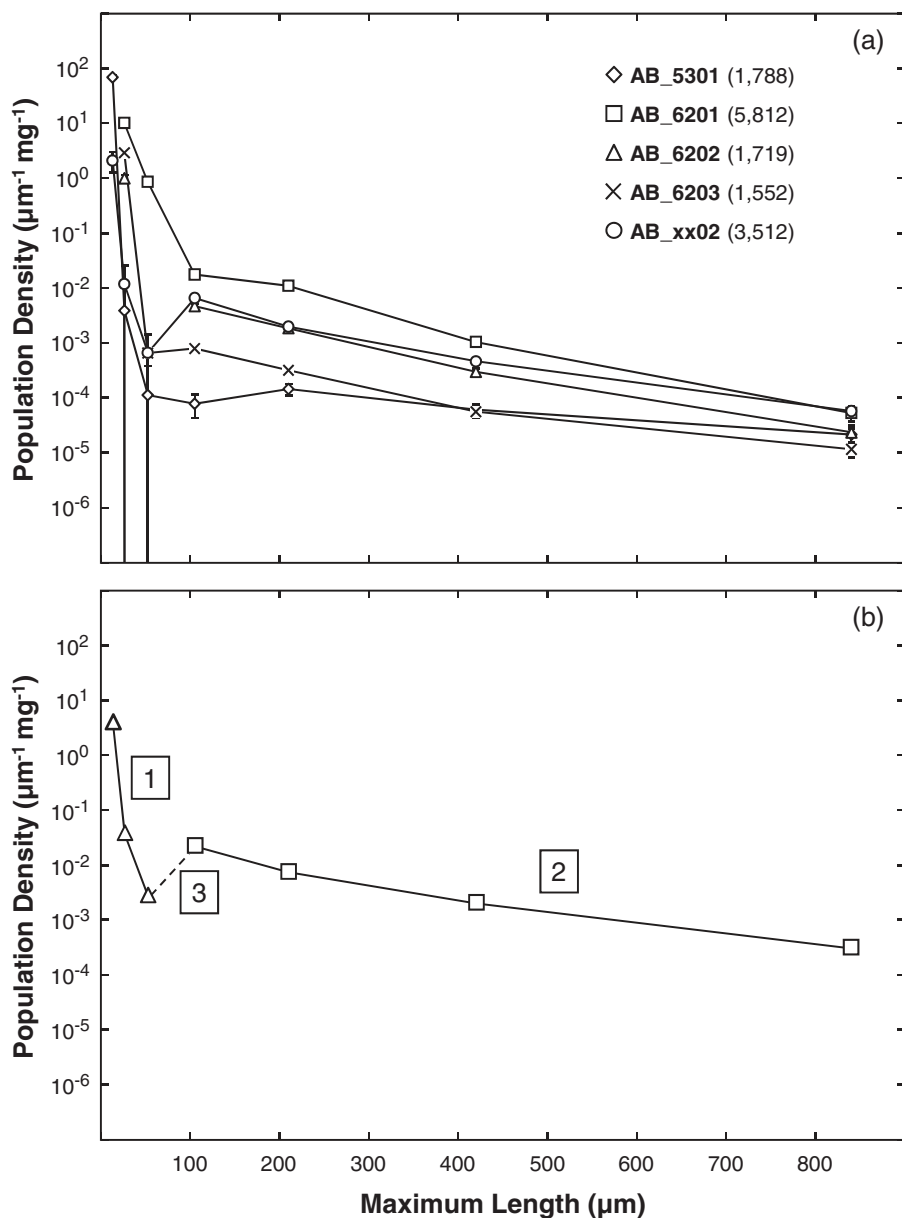 (a)
10² 
10¹
10⁰
10⁻¹
10⁻²
10⁻³
10⁻⁴
10⁻⁵
10⁻⁶
Population Density (µm⁻¹ mg⁻¹)
AB_5301 (1,788)
AB_6201 (5,812)
AB_6202 (1,719)
AB_6203 (1,552)
AB_xx02 (3,512)
(b)
10²
10¹
10⁰
10⁻¹
10⁻²
10⁻³
10⁻⁴
10⁻⁵
10⁻⁶
Population Density (µm⁻¹ mg⁻¹)
1
2
3
100 200 300 400 500 600 700 800
Maximum Length (µm)